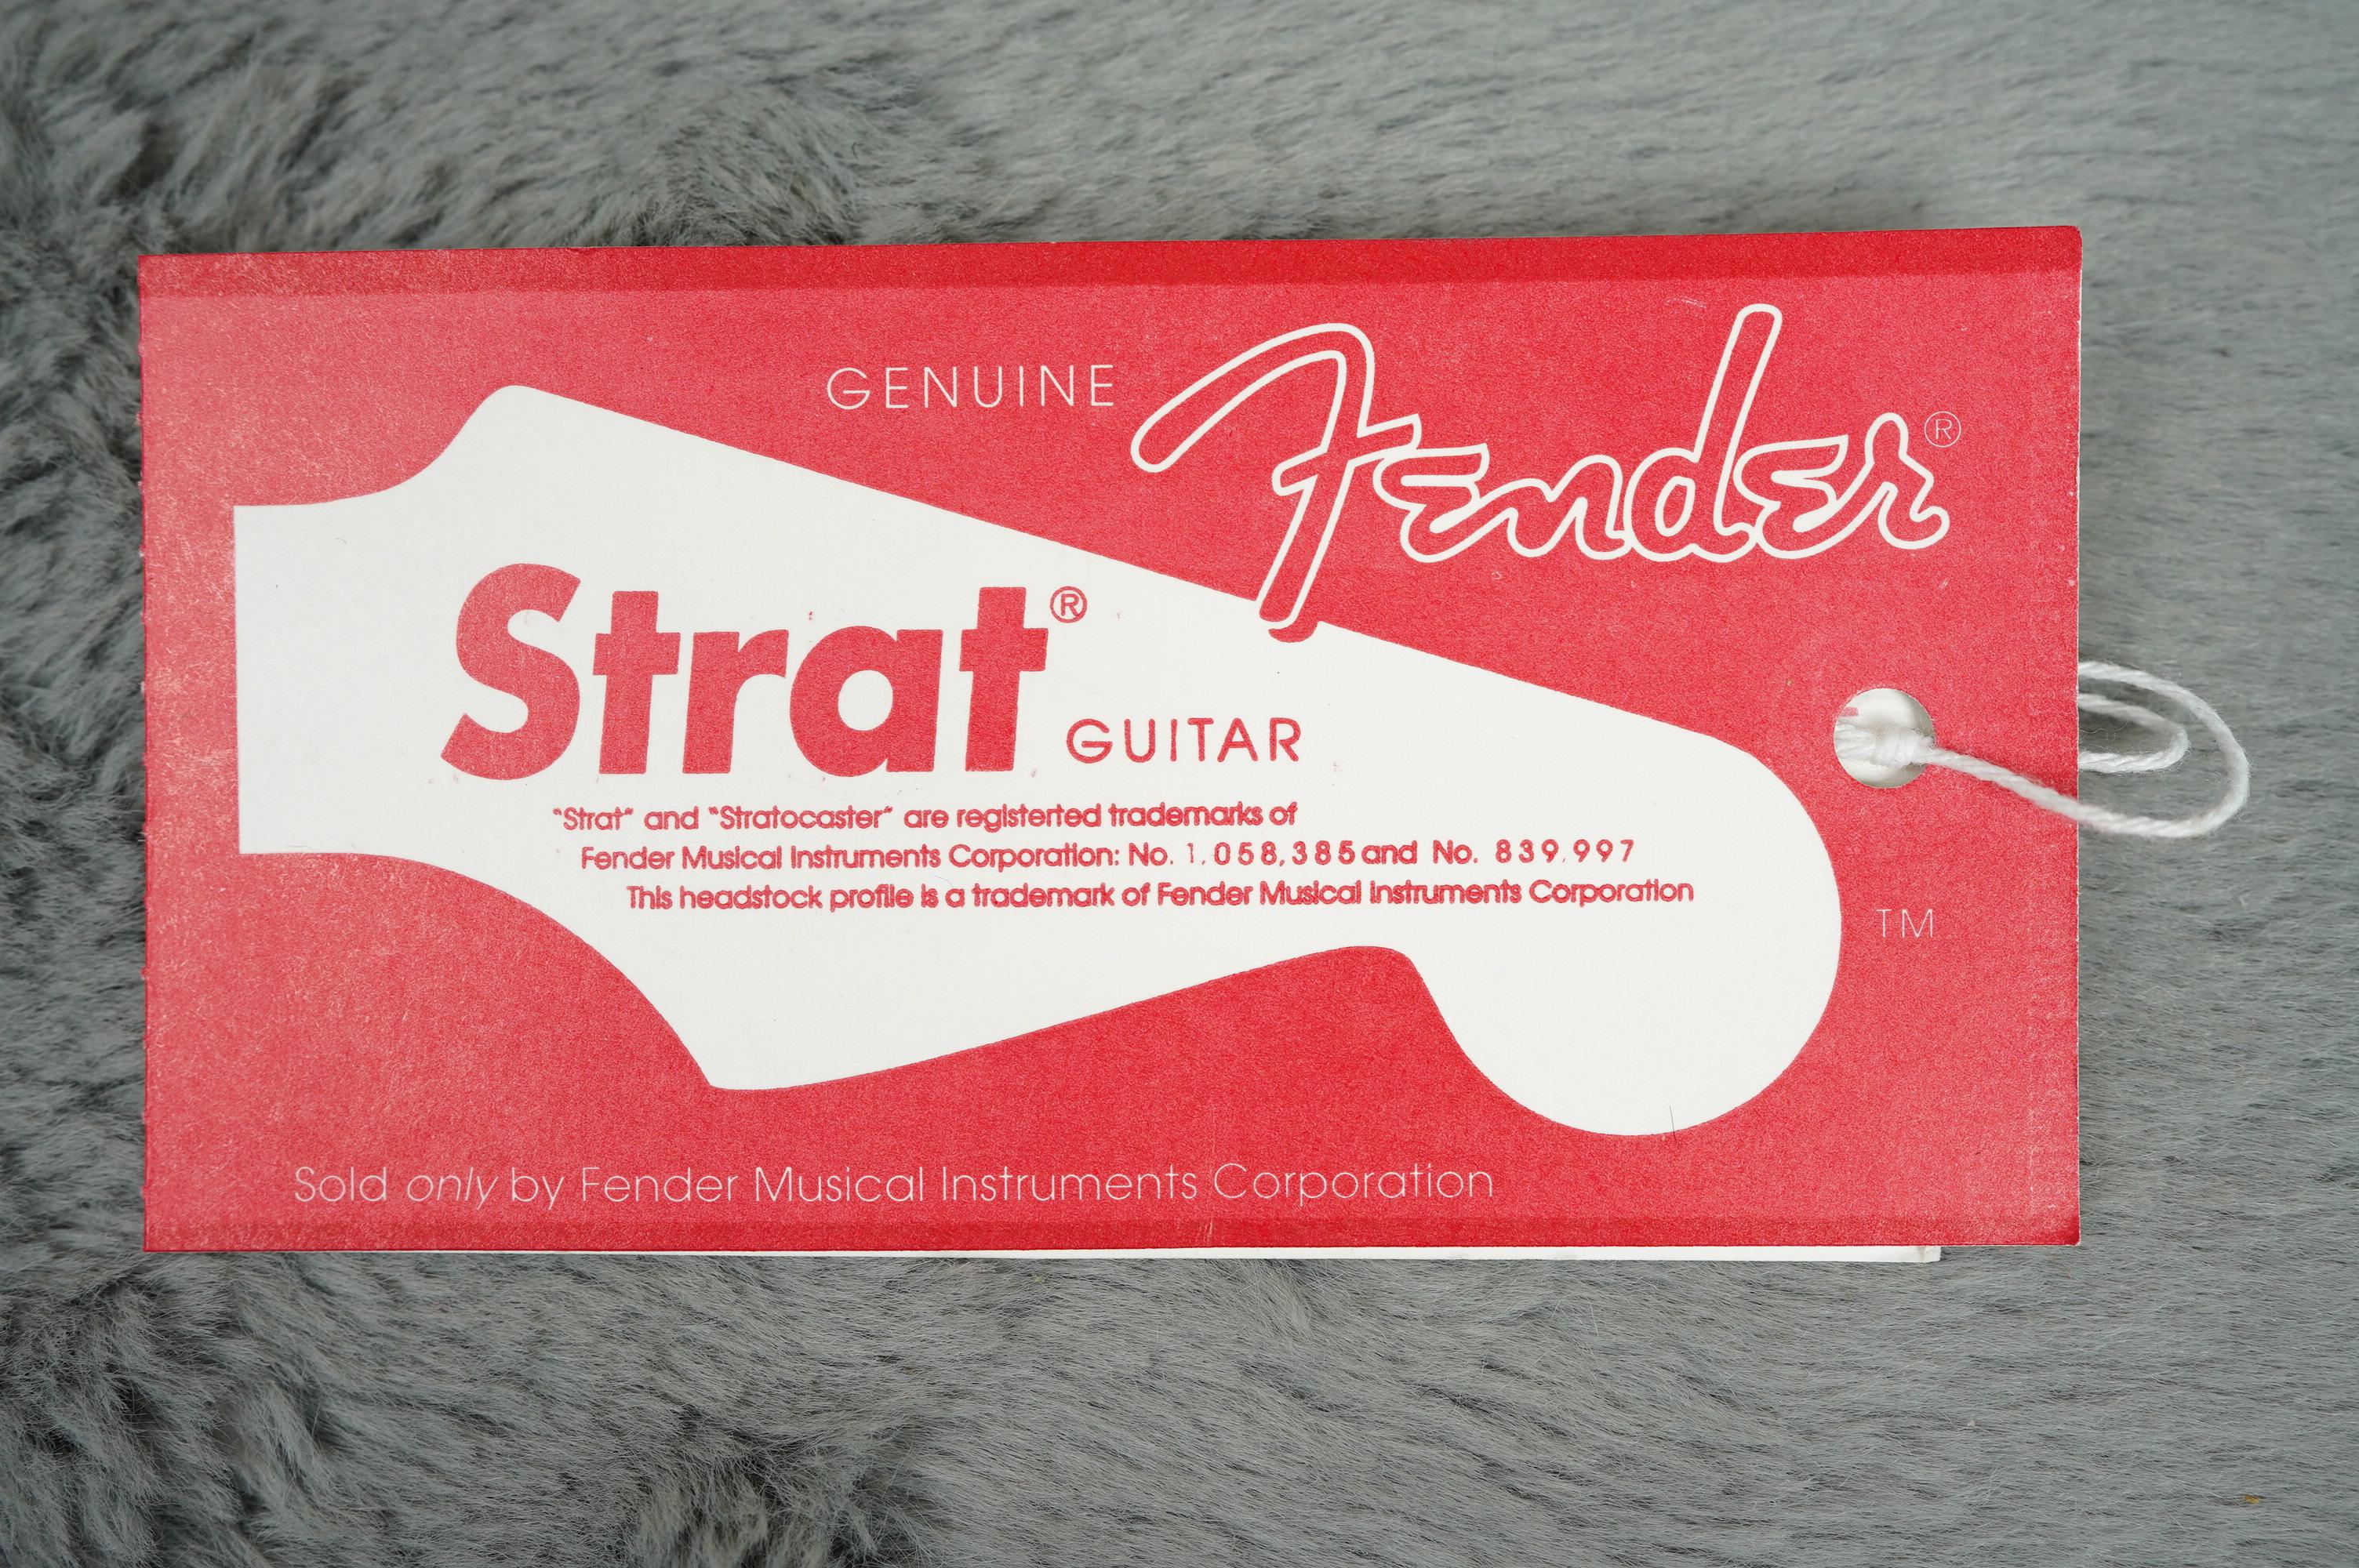 GENUINE Fender®
Strat® GUITAR
"Strat" and "Stratocaster" are registerted trademarks of
Fender Musical Instruments Corporation: No. 1,058,385 and No. 839,997
This headstock profile is a trademark of Fender Musical Instruments Corporation
TM
Sold only by Fender Musical Instruments Corporation